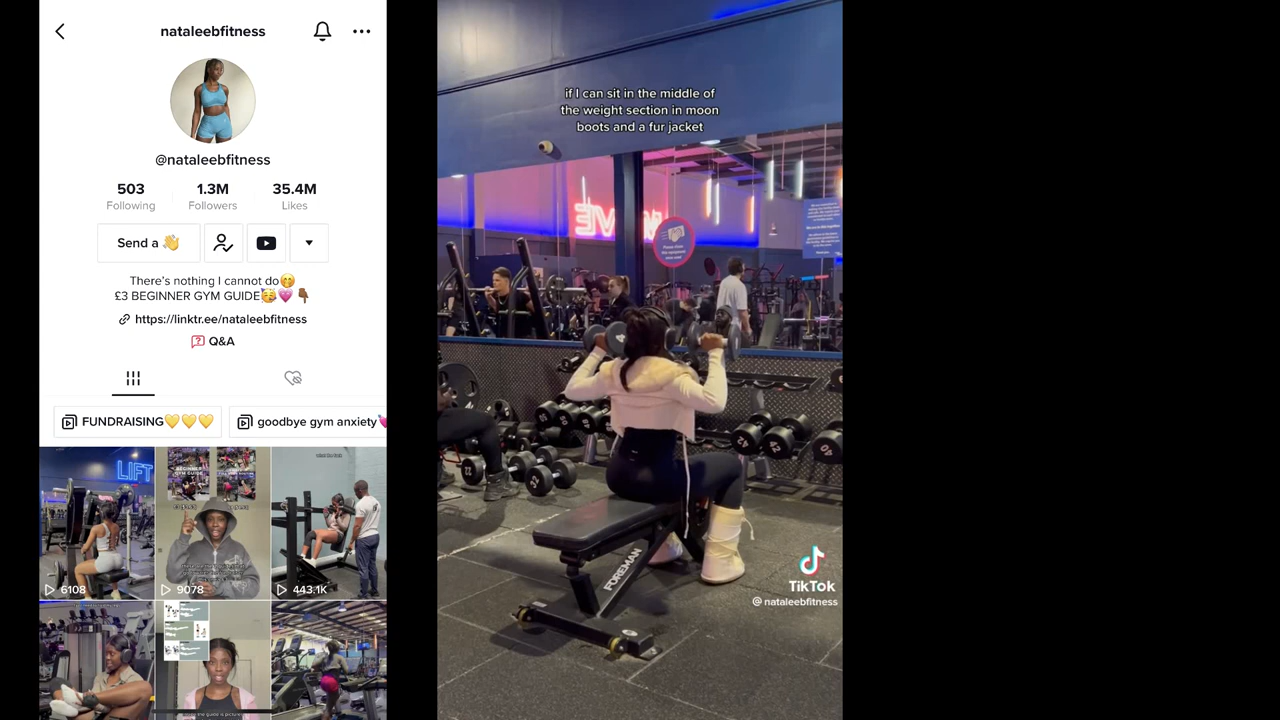 nataleebfitness
@nataleebfitness
503
1.3M
35.4M
Following
Followers
Likes
Send a 👋
There's nothing I cannot do🤭
£3 BEGINNER GYM GUIDE🥳💗👇🏾
https://linktr.ee/nataleebfitness
Q&A
FUNDRAISING💛💛💛
goodbye gym anxiety💘
LIFT
6108
9078
443.1K
if I can sit in the middle of
the weight section in moon
boots and a fur jacket
FOREMAN
TikTok
@ nataleebfitness